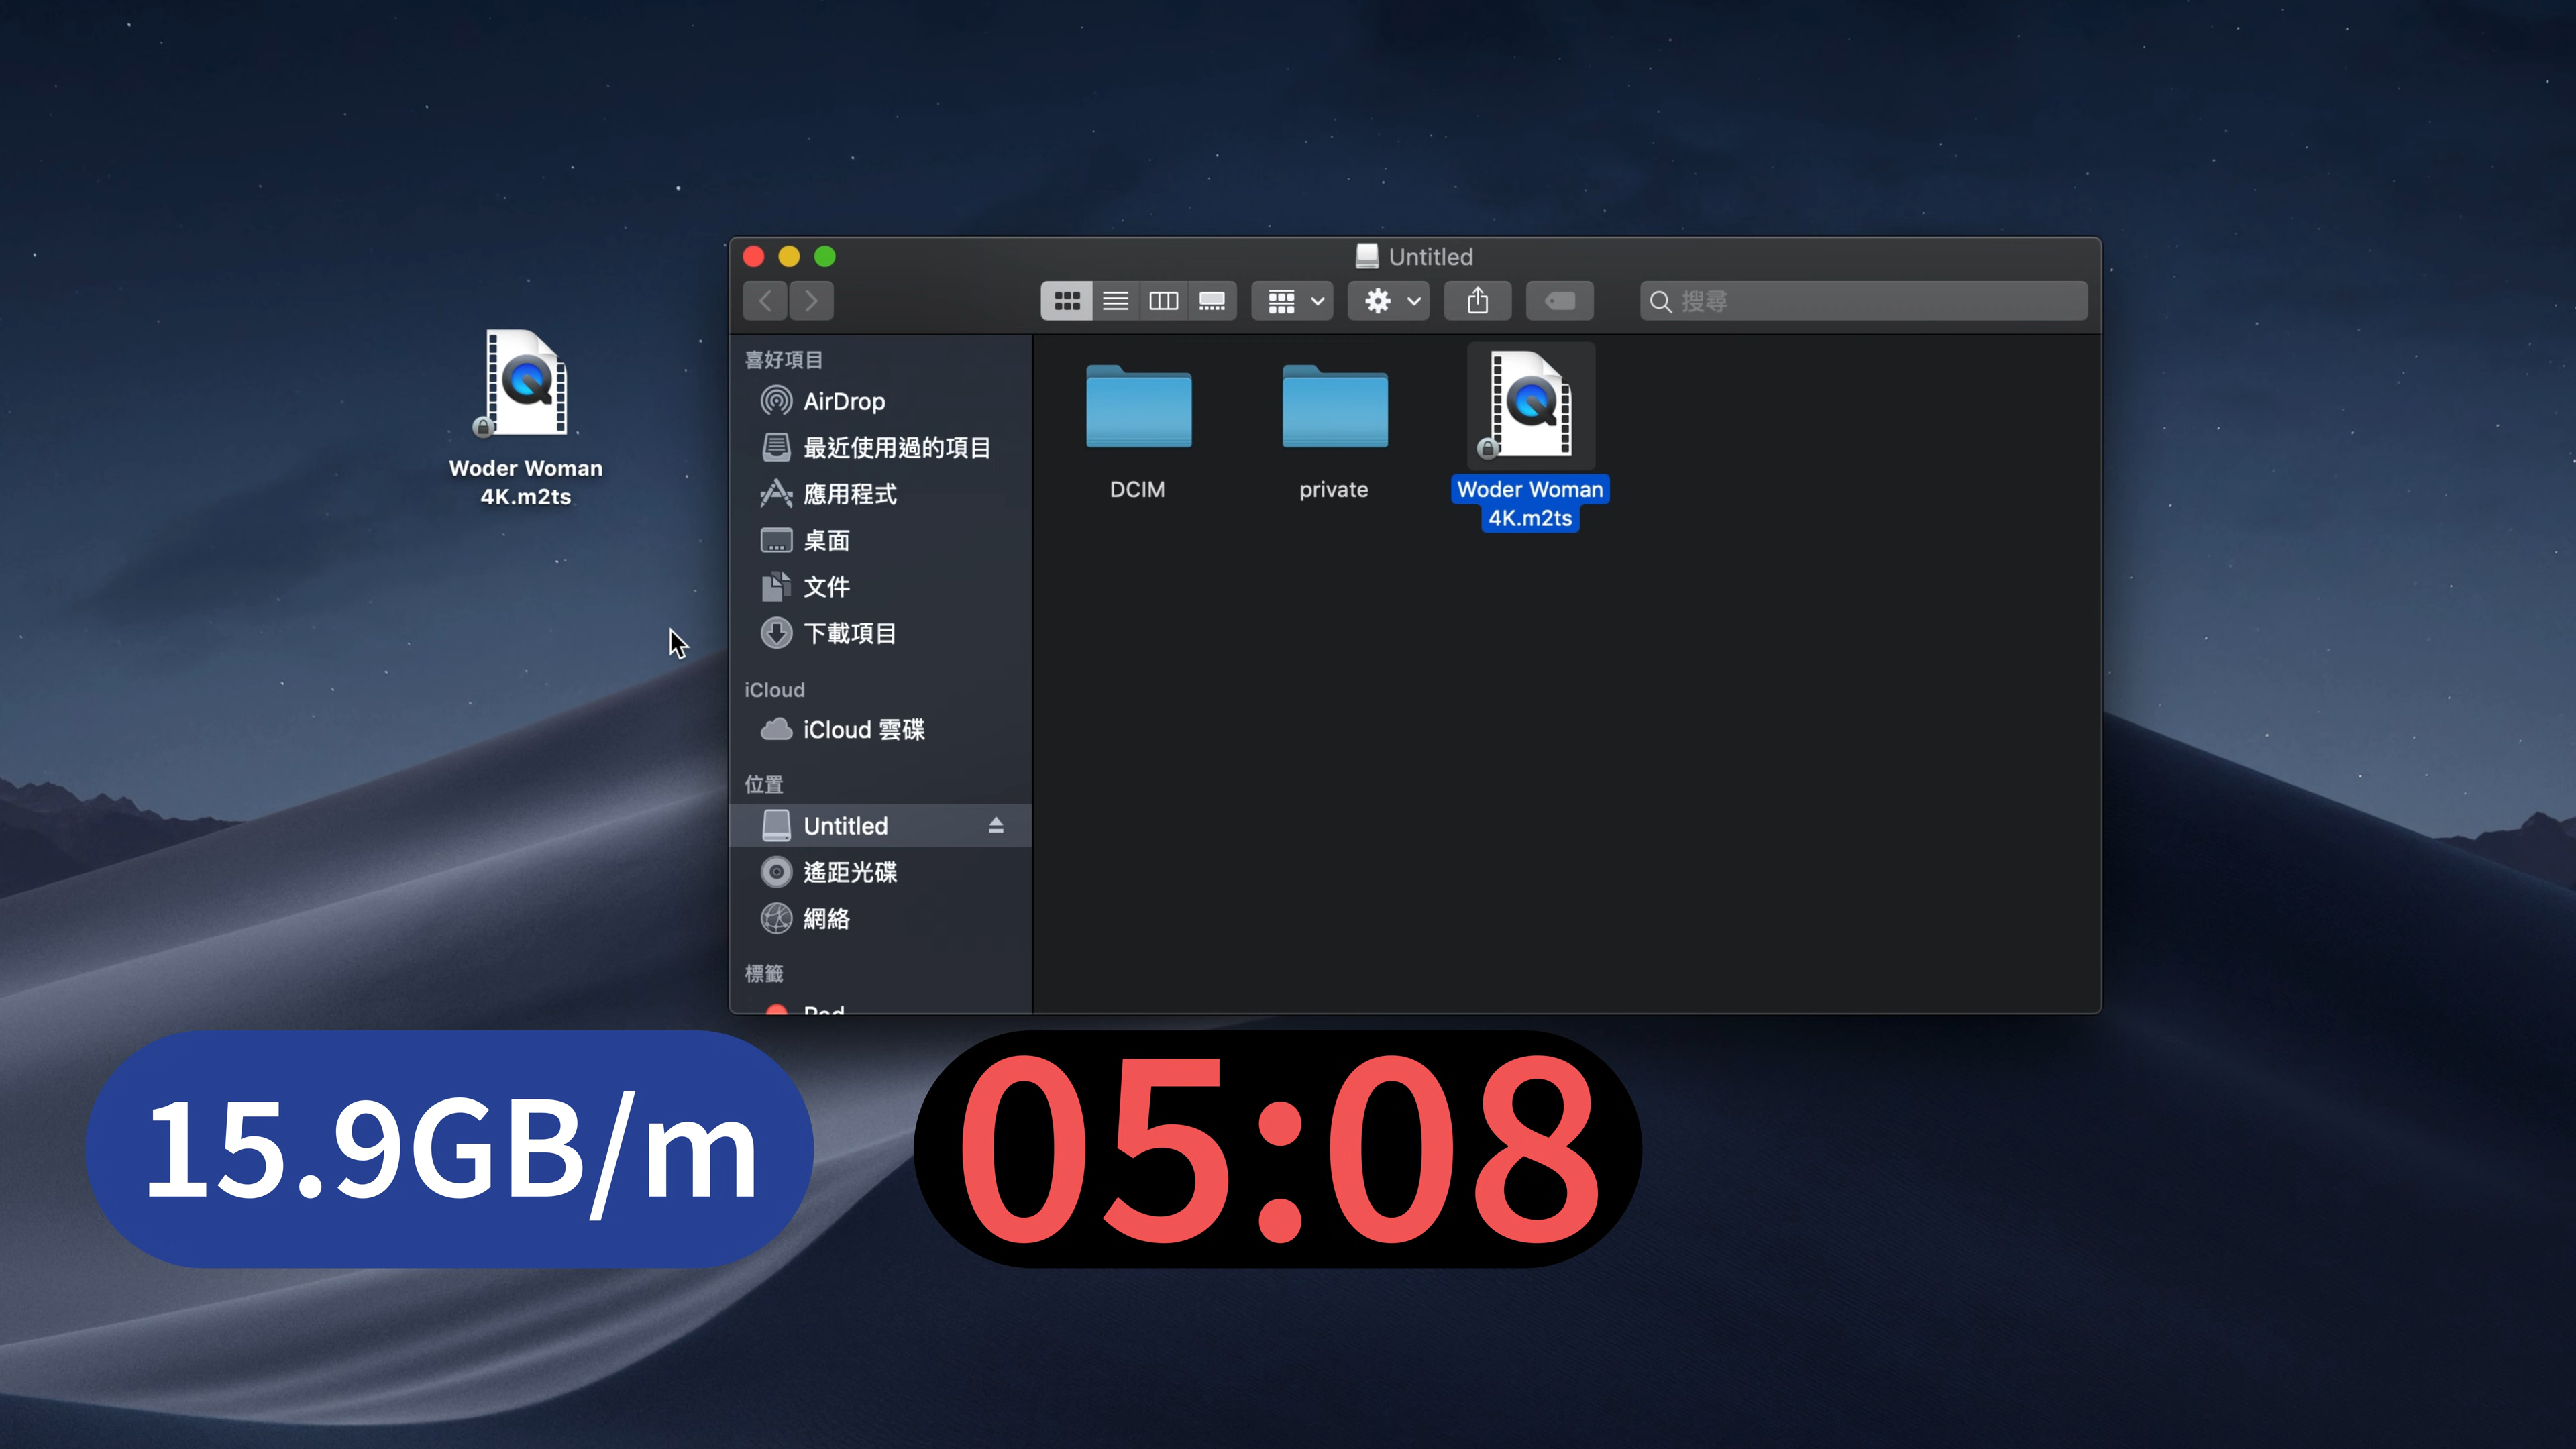 Untitled
搜尋
喜好項目
AirDrop
最近使用過的項目
應用程式
桌面
文件
下載項目
iCloud
iCloud 雲碟
位置
Untitled
遙距光碟
網絡
標籤
Red
DCIM
private
Woder Woman
4K.m2ts
Woder Woman
4K.m2ts
15.9GB/m
05:08